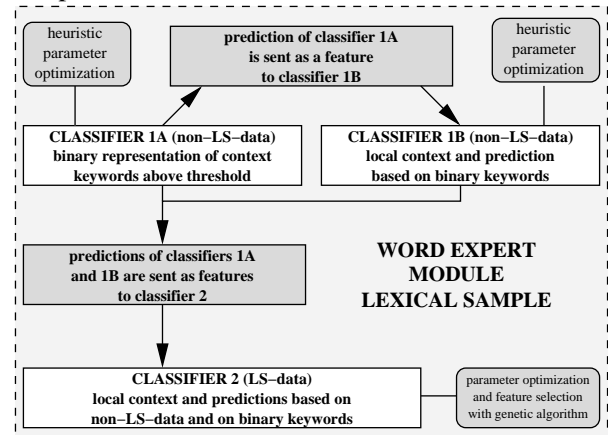 heuristic
parameter
optimization
prediction of classifier 1A
is sent as a feature
to classifier 1B
heuristic
parameter
optimization
CLASSIFIER 1A (non−LS−data)
binary representation of context
keywords above threshold
CLASSIFIER 1B (non−LS−data)
local context and prediction
based on binary keywords
predictions of classifiers 1A
and 1B are sent as features
to classifier 2
WORD EXPERT
MODULE
LEXICAL SAMPLE
CLASSIFIER 2 (LS−data)
local context and predictions based on
non−LS−data and on binary keywords
parameter optimization
and feature selection
with genetic algorithm